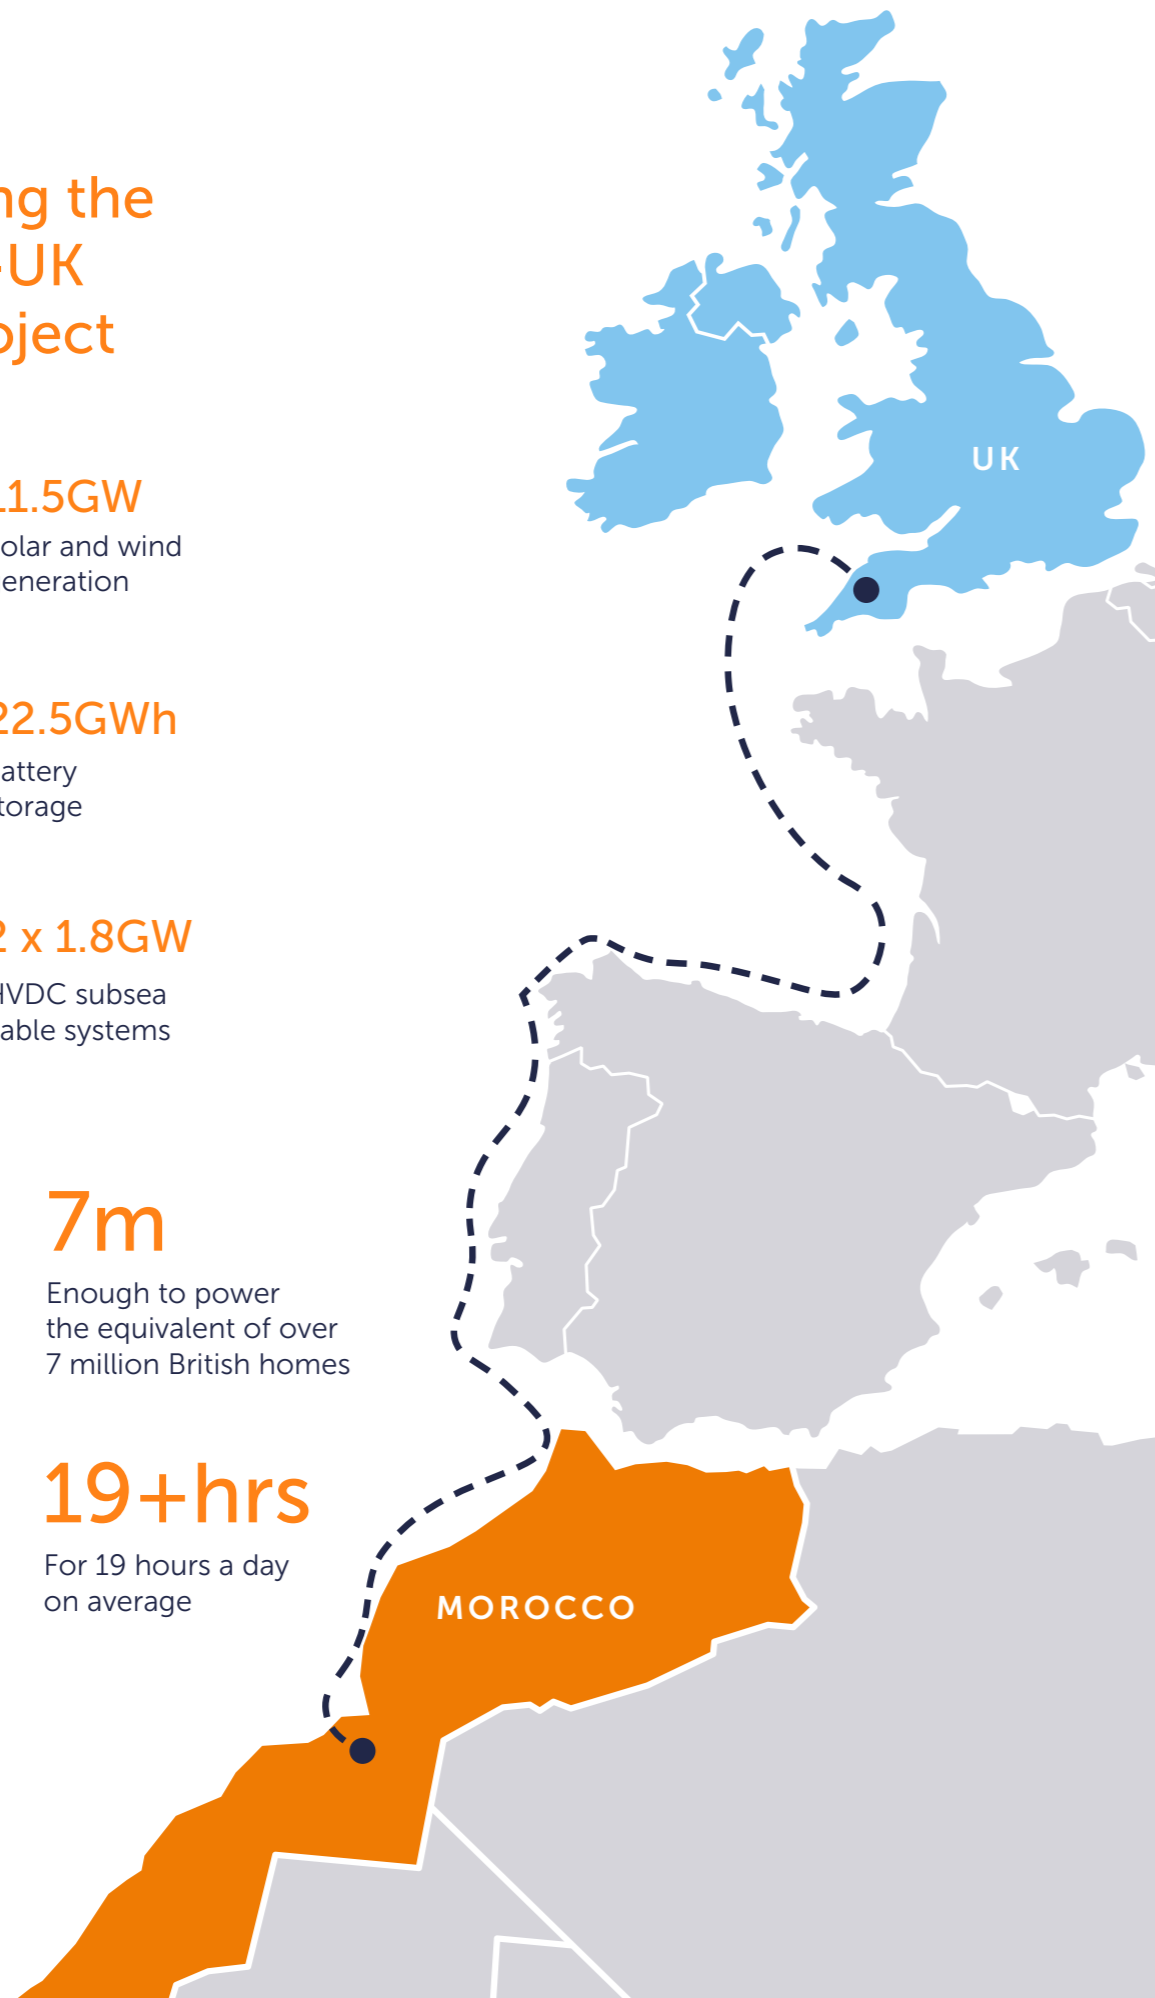 ng the
-UK
oject
11.5GW
olar and wind
eneration
22.5GWh
attery
torage
2 x 1.8GW
HVDC subsea
able systems
7m
Enough to power
the equivalent of over
7 million British homes
19+hrs
For 19 hours a day
on average
UK
MOROCCO